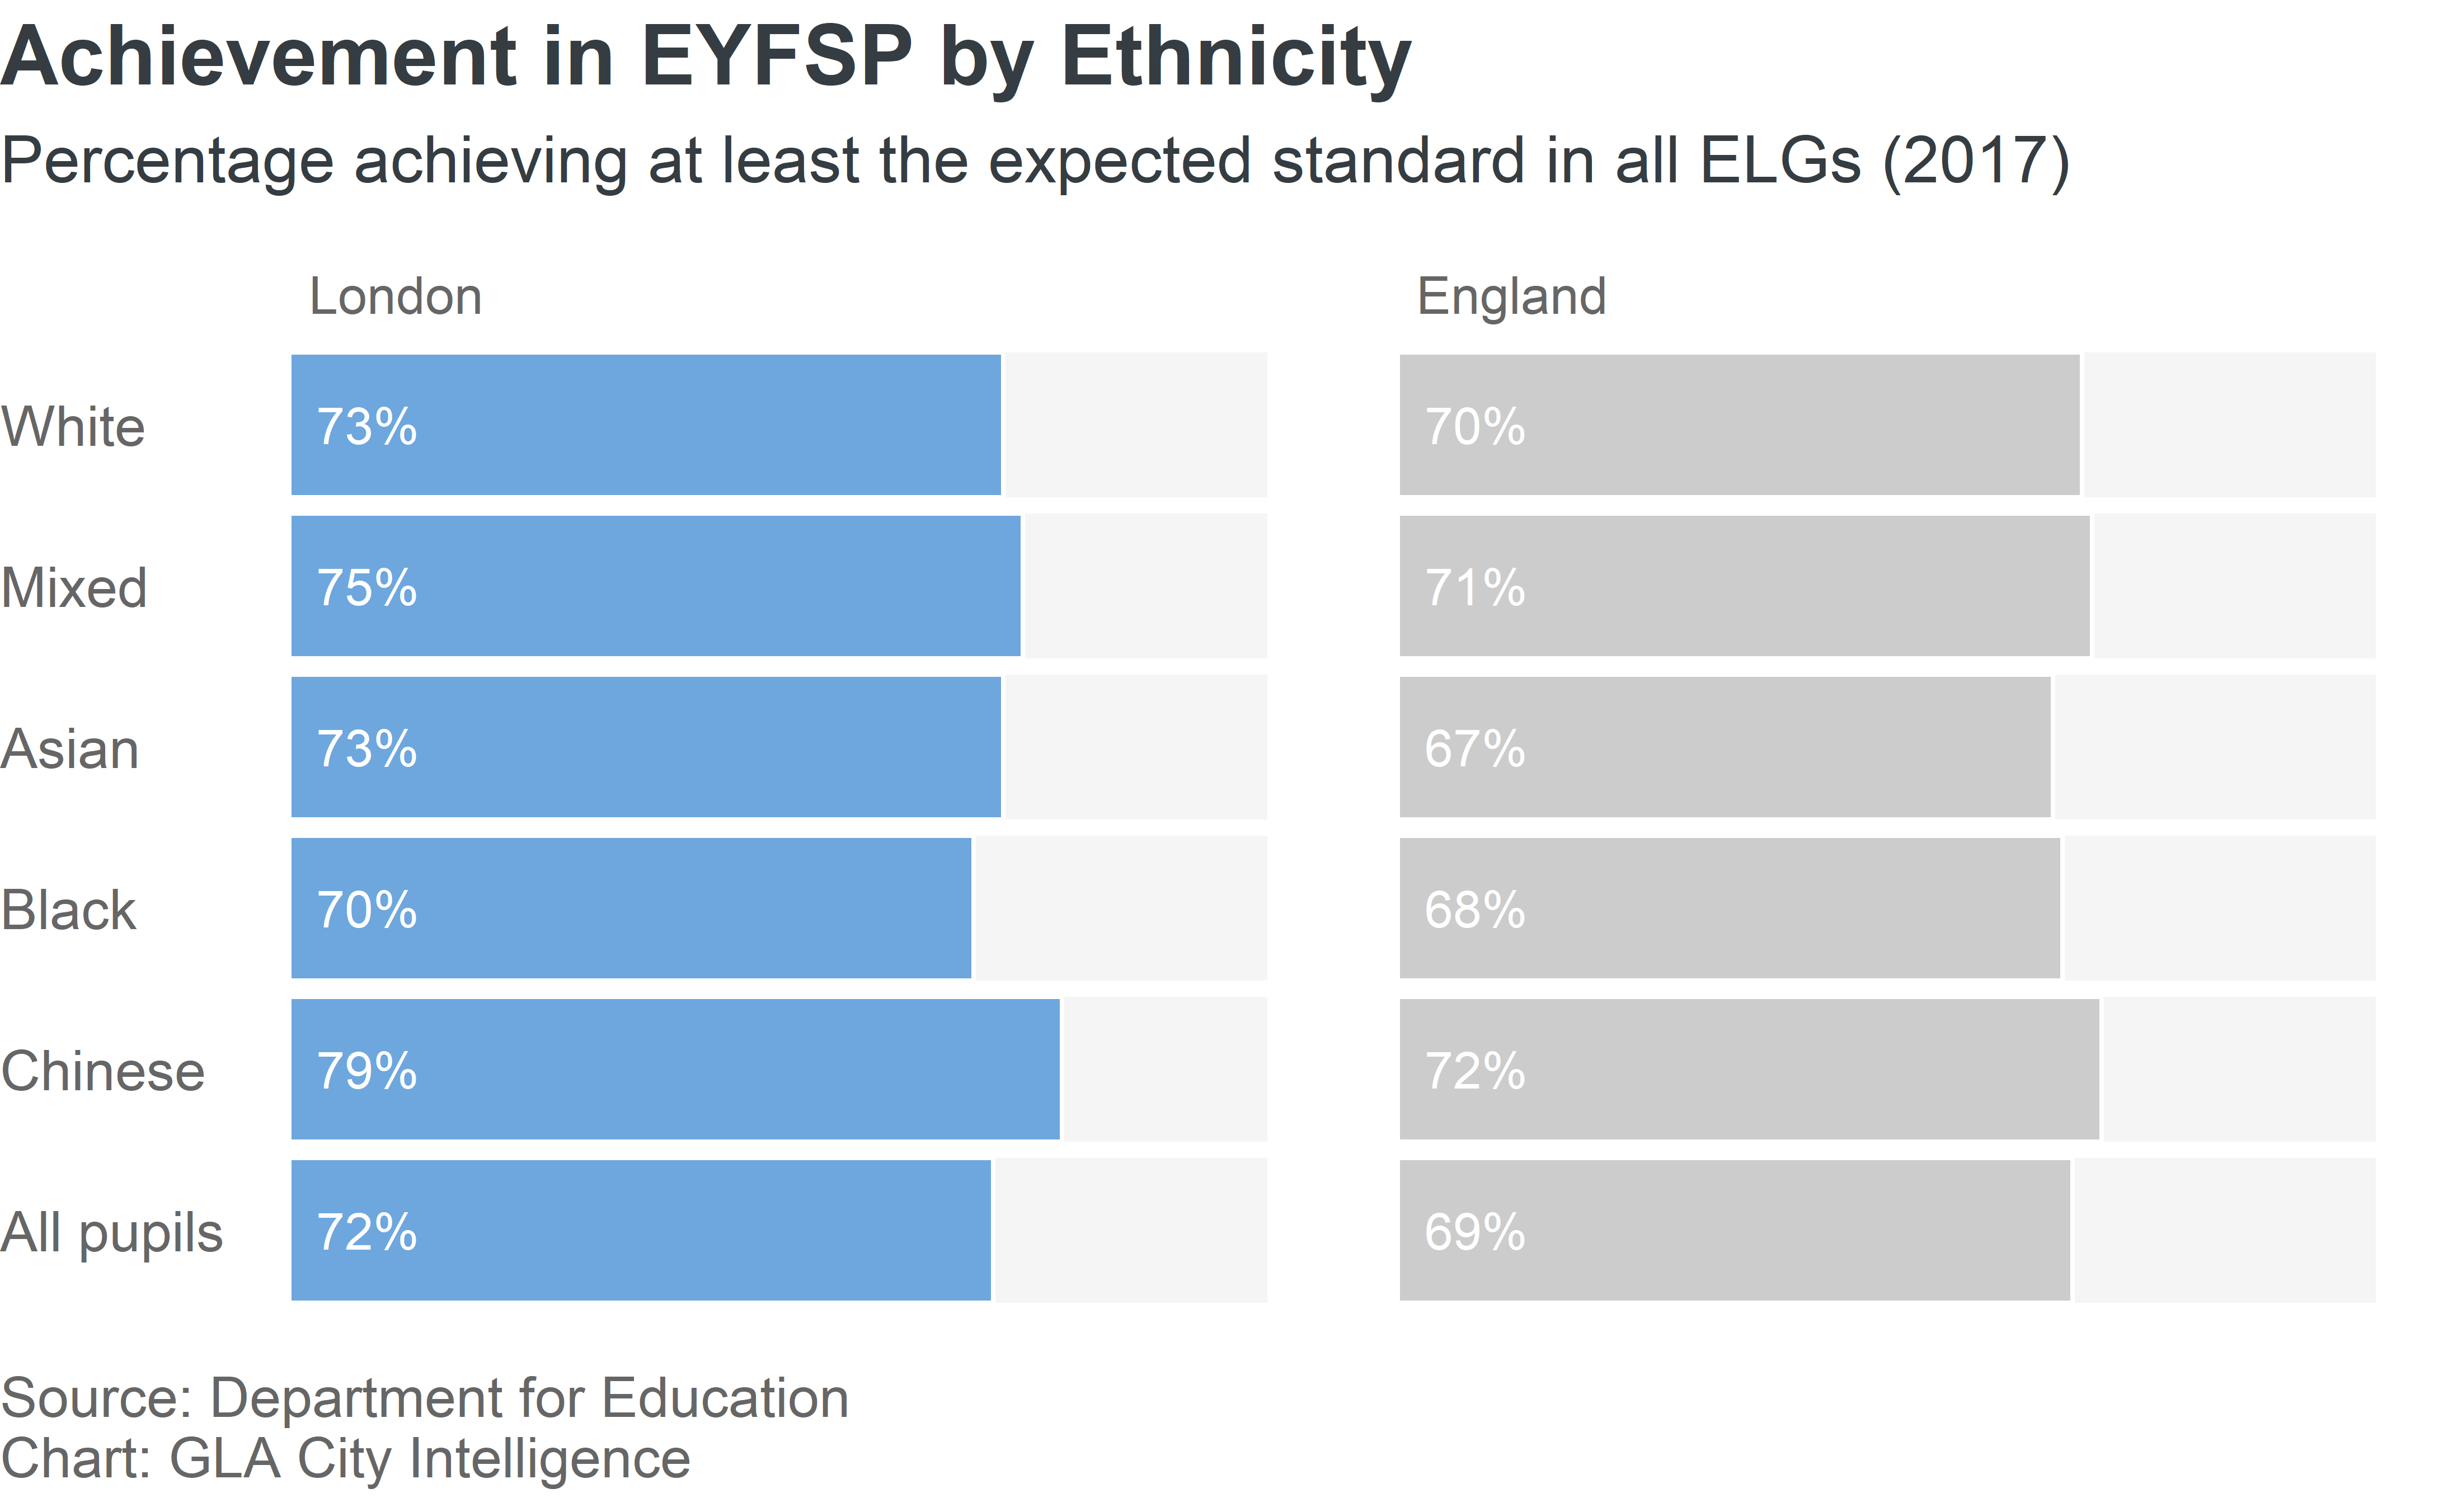 Achievement in EYFSP by Ethnicity
Percentage achieving at least the expected standard in all ELGs (2017)
London England
White 73% 70%
Mixed 75% 71%
Asian 73% 67%
Black 70% 68%
Chinese 79% 72%
All pupils 72% 69%
Source: Department for Education
Chart: GLA City Intelligence